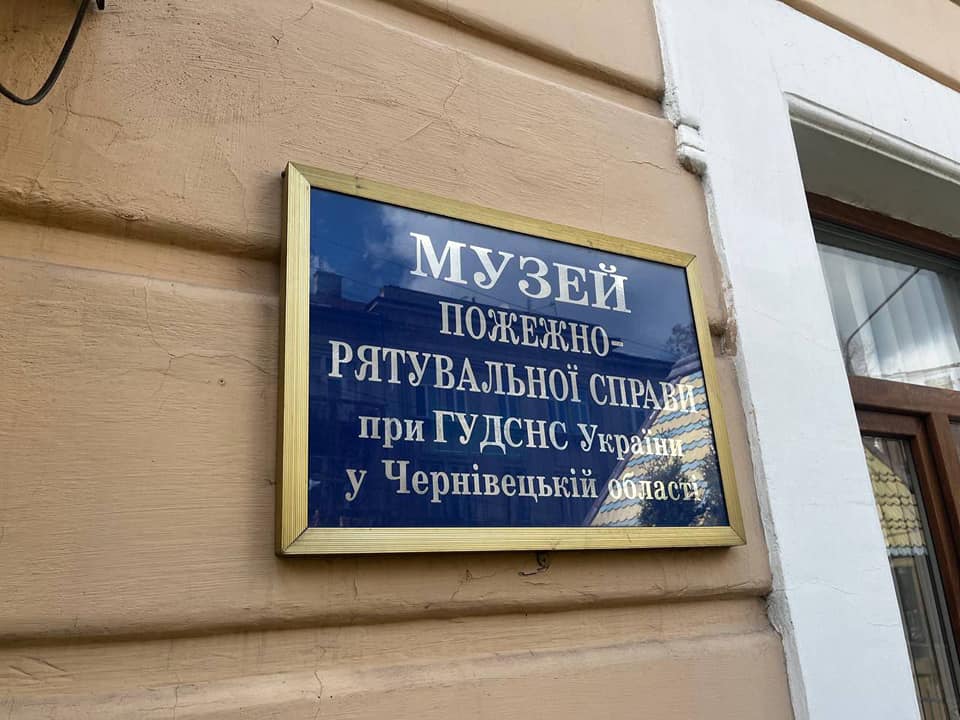 МУЗЕЙ
ПОЖЕЖНО-
РЯТУВАЛЬНОЇ СПРАВИ
при ГУДСНС України
у Чернівецькій області